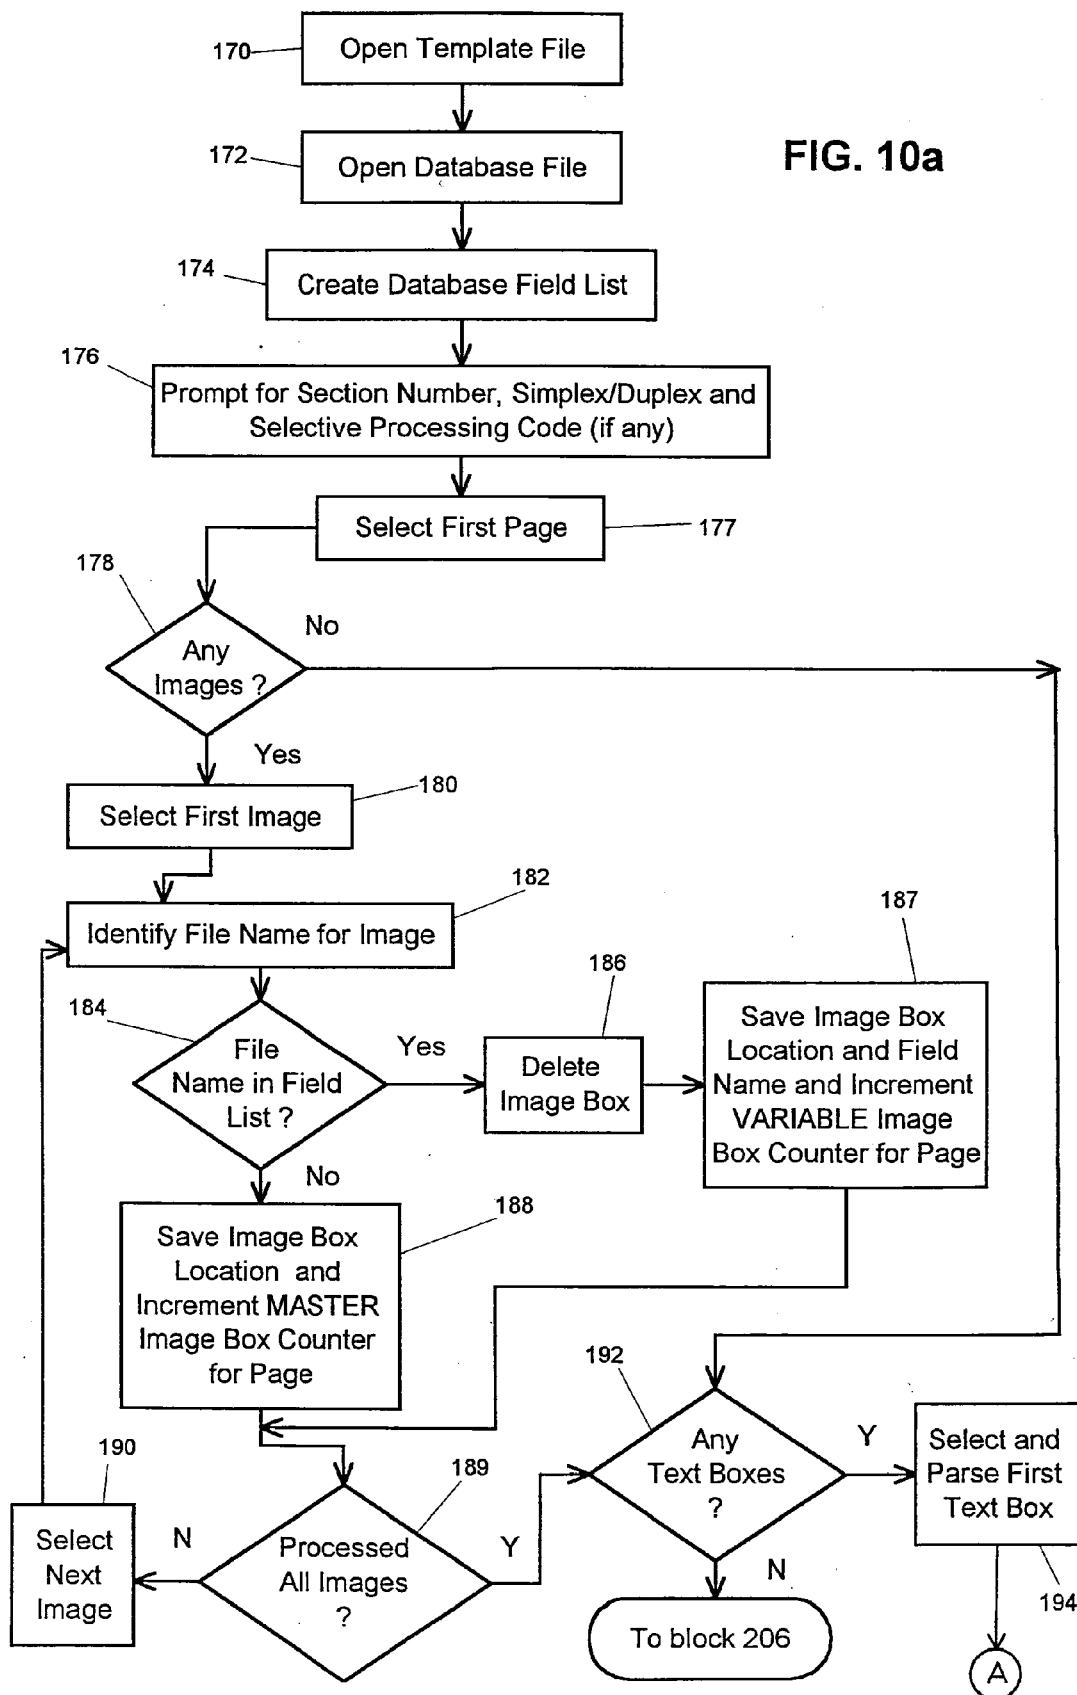 170
Open Template File
FIG. 10a
172
Open Database File
174
Create Database Field List
176
Prompt for Section Number, Simplex/Duplex and
Selective Processing Code (if any)
Select First Page
177
178
Any
Images ?
No
Yes
180
Select First Image
182
Identify File Name for Image
184
File
Name in Field
List ?
Yes
186
Delete
Image Box
187
Save Image Box
Location and Field
Name and Increment
VARIABLE Image
Box Counter for Page
No
188
Save Image Box
Location and
Increment MASTER
Image Box Counter
for Page
189
Processed
All Images
?
N
Y
190
Select
Next
Image
192
Any
Text Boxes
?
Y
N
Select and
Parse First
Text Box
194
To block 206
A